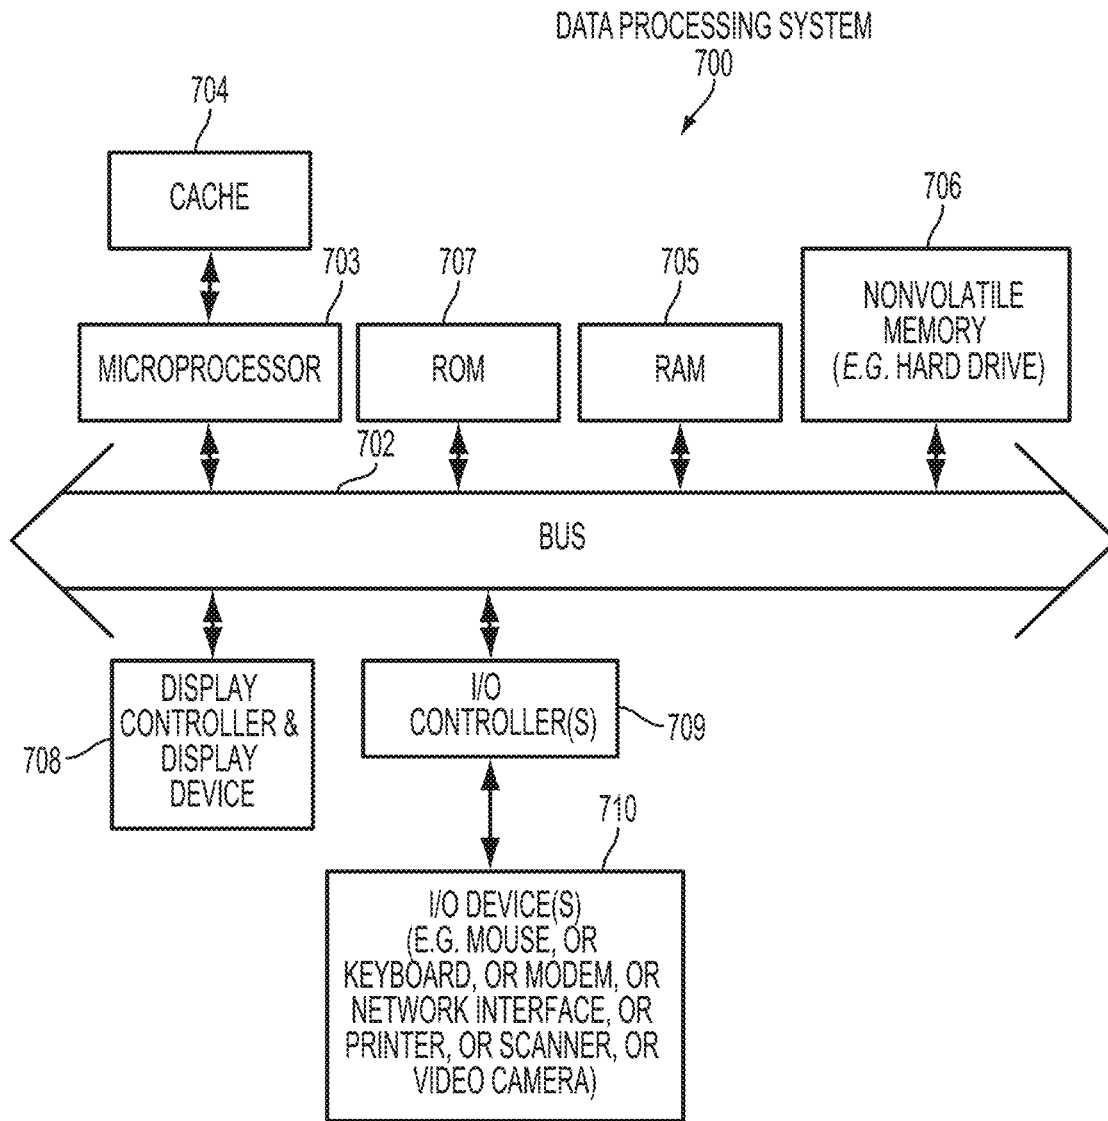 DATA PROCESSING SYSTEM
700
704
CACHE
706
703
707
705
NONVOLATILE
MEMORY
(E.G. HARD DRIVE)
MICROPROCESSOR
ROM
RAM
702
BUS
DISPLAY
CONTROLLER &
DISPLAY
DEVICE
708
I/O
CONTROLLER(S)
709
710
I/O DEVICE(S)
(E.G. MOUSE, OR
KEYBOARD, OR MODEM, OR
NETWORK INTERFACE, OR
PRINTER, OR SCANNER, OR
VIDEO CAMERA)